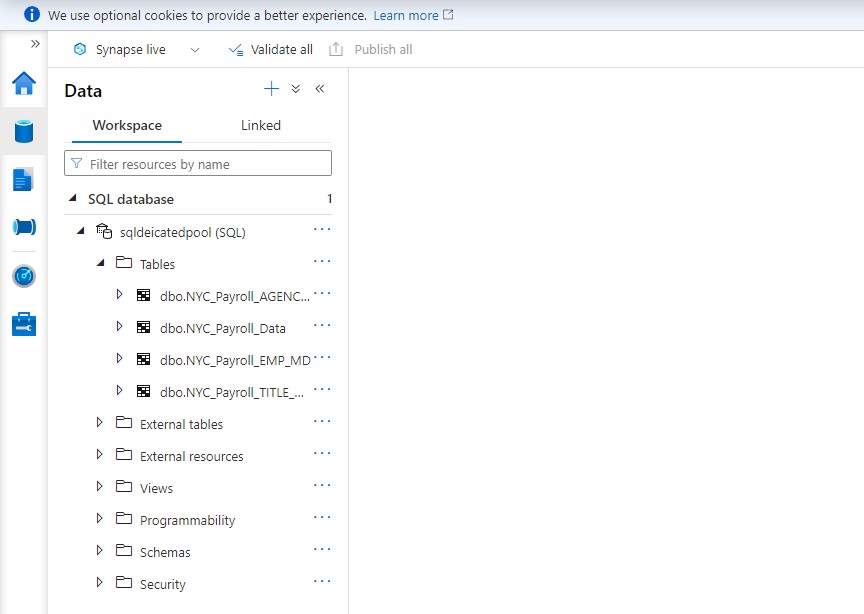 We use optional cookies to provide a better experience. Learn more
Synapse live Validate all Publish all
Data
Workspace Linked
Filter resources by name
SQL database 1
sqldeicatedpool (SQL)
Tables
dbo.NYC_Payroll_AGENC...
dbo.NYC_Payroll_Data
dbo.NYC_Payroll_EMP_MD
dbo.NYC_Payroll_TITLE_...
External tables
External resources
Views
Programmability
Schemas
Security